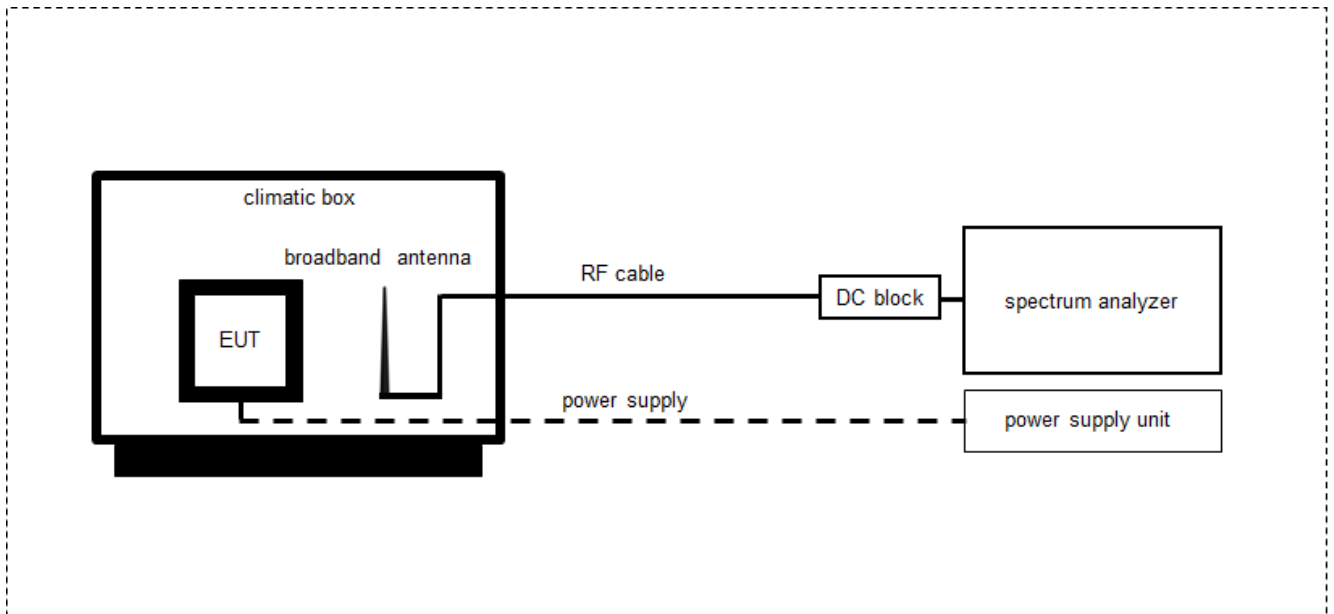 climatic box
broadband antenna
RF cable
DC block
spectrum analyzer
EUT
power supply
power supply unit